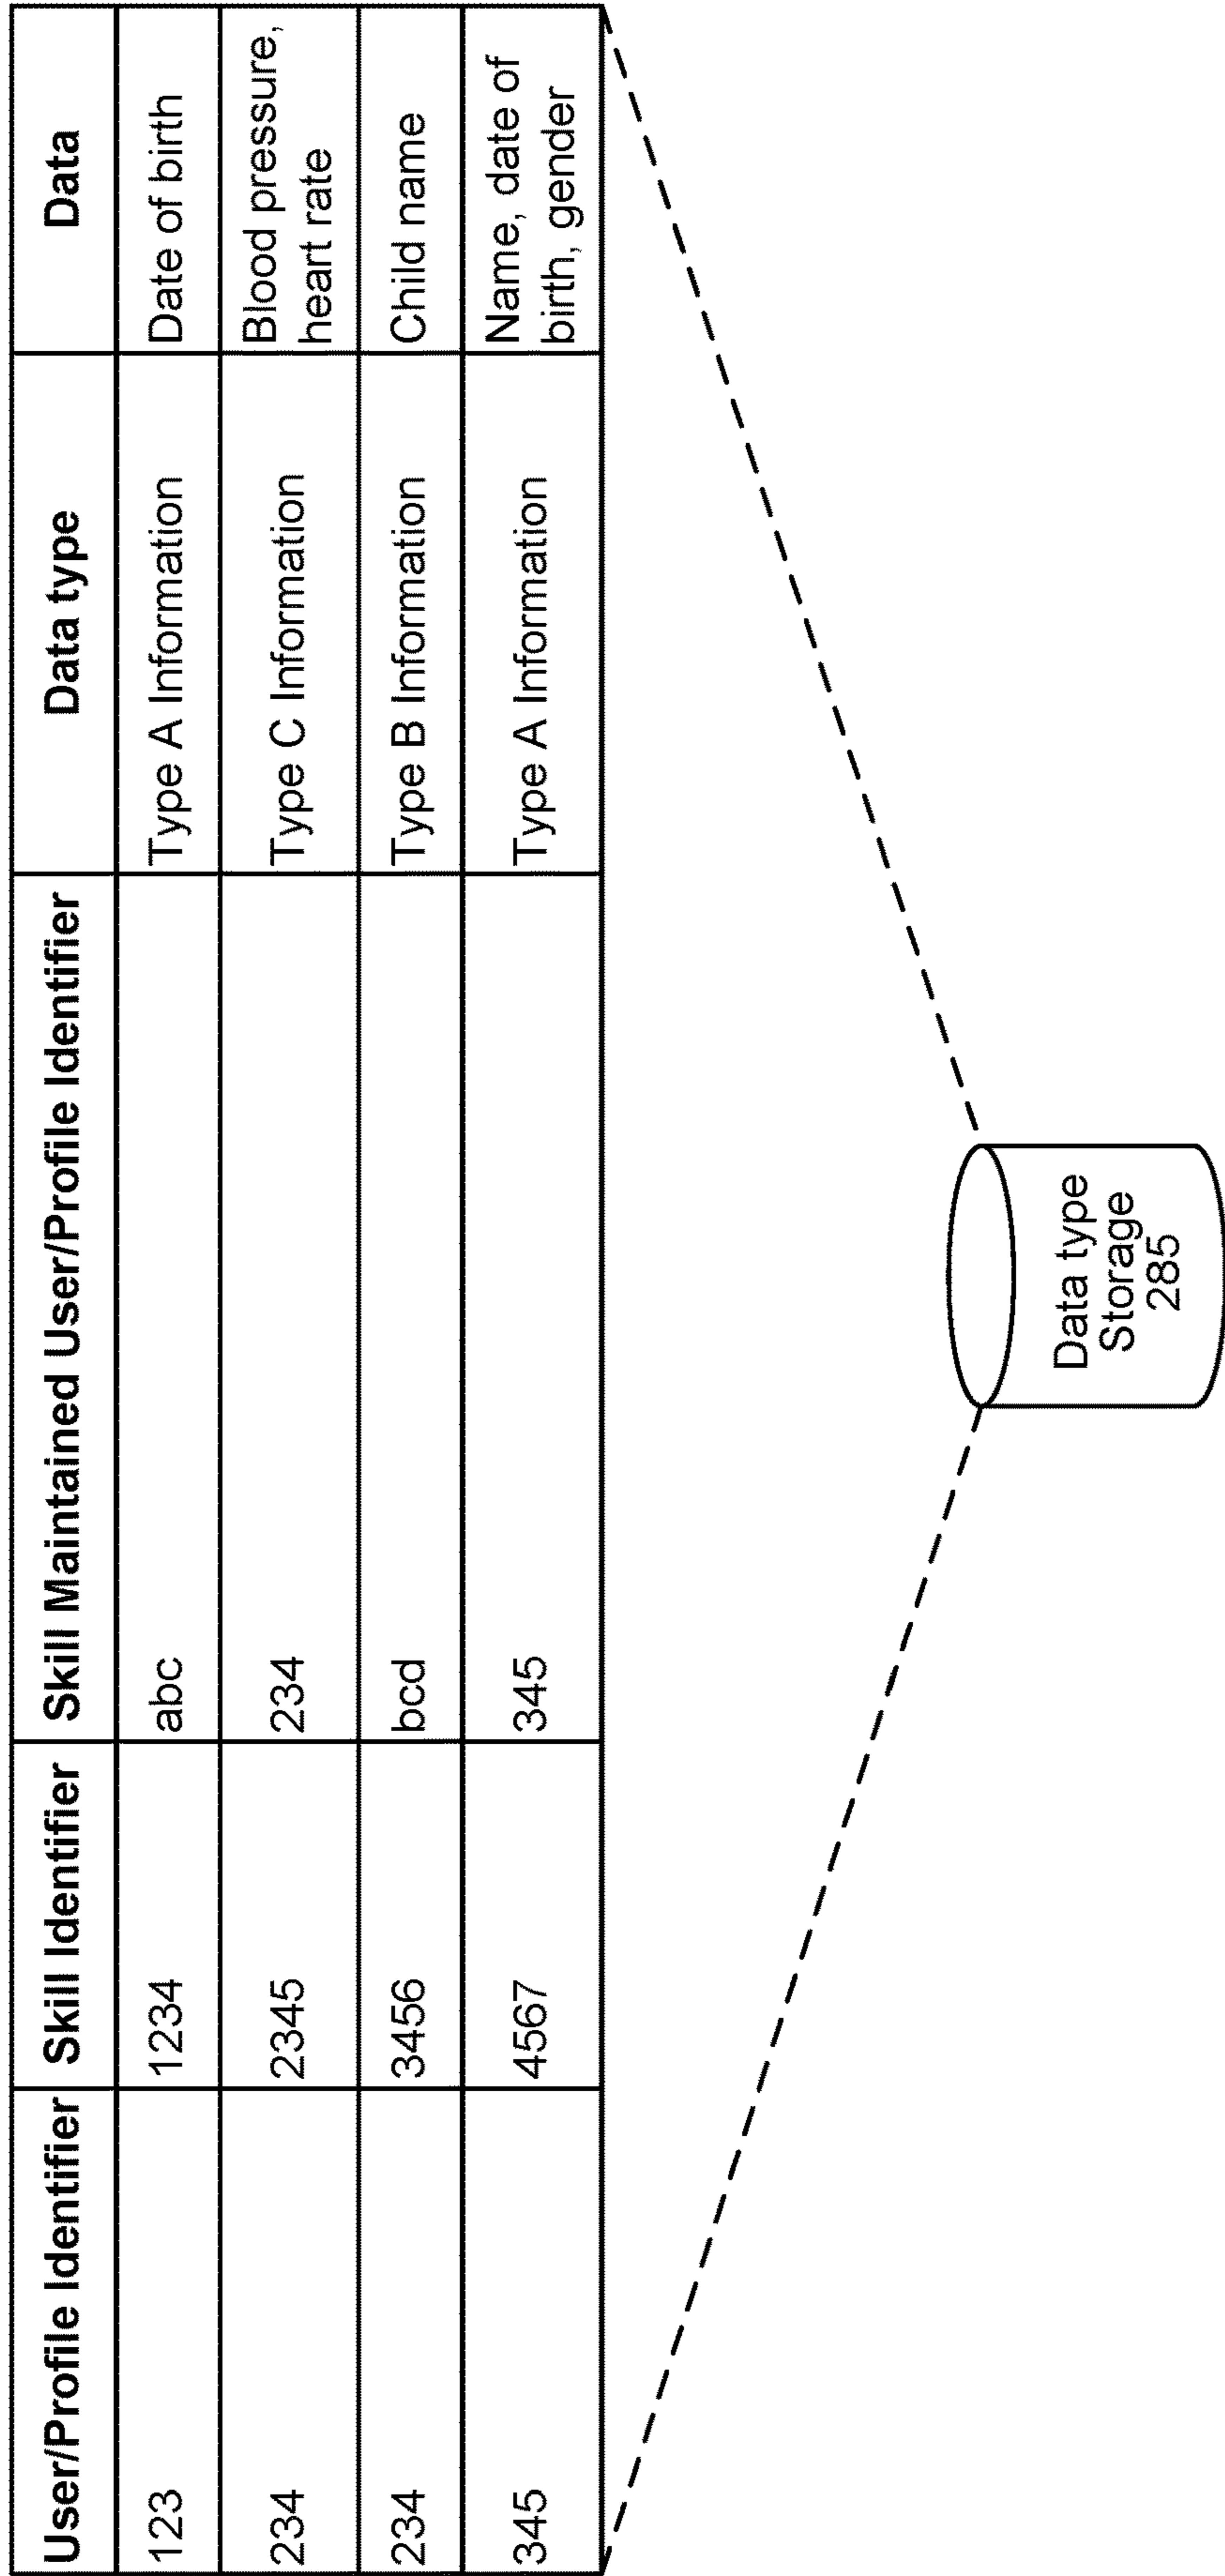 User/Profile Identifier Skill Identifier Skill Maintained User/Profile Identifier Data type Data
123 1234 abc Type A Information Date of birth
234 2345 234 Type C Information Blood pressure,
heart rate
234 3456 bcd Type B Information Child name
345 4567 345 Type A Information Name, date of
birth, gender
Data type
Storage
285